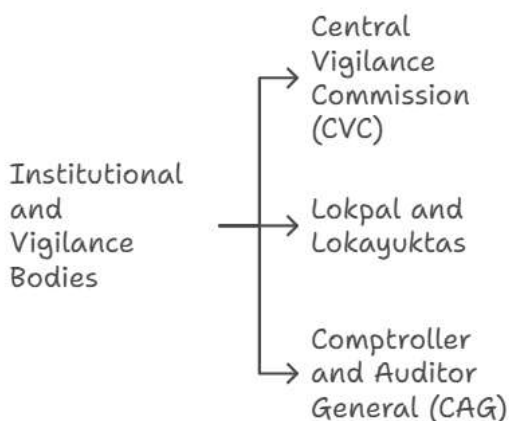 Institutional
and
Vigilance
Bodies
Central
Vigilance
Commission
(CVC)
Lokpal and
Lokayuktas
Comptroller
and Auditor
General (CAG)